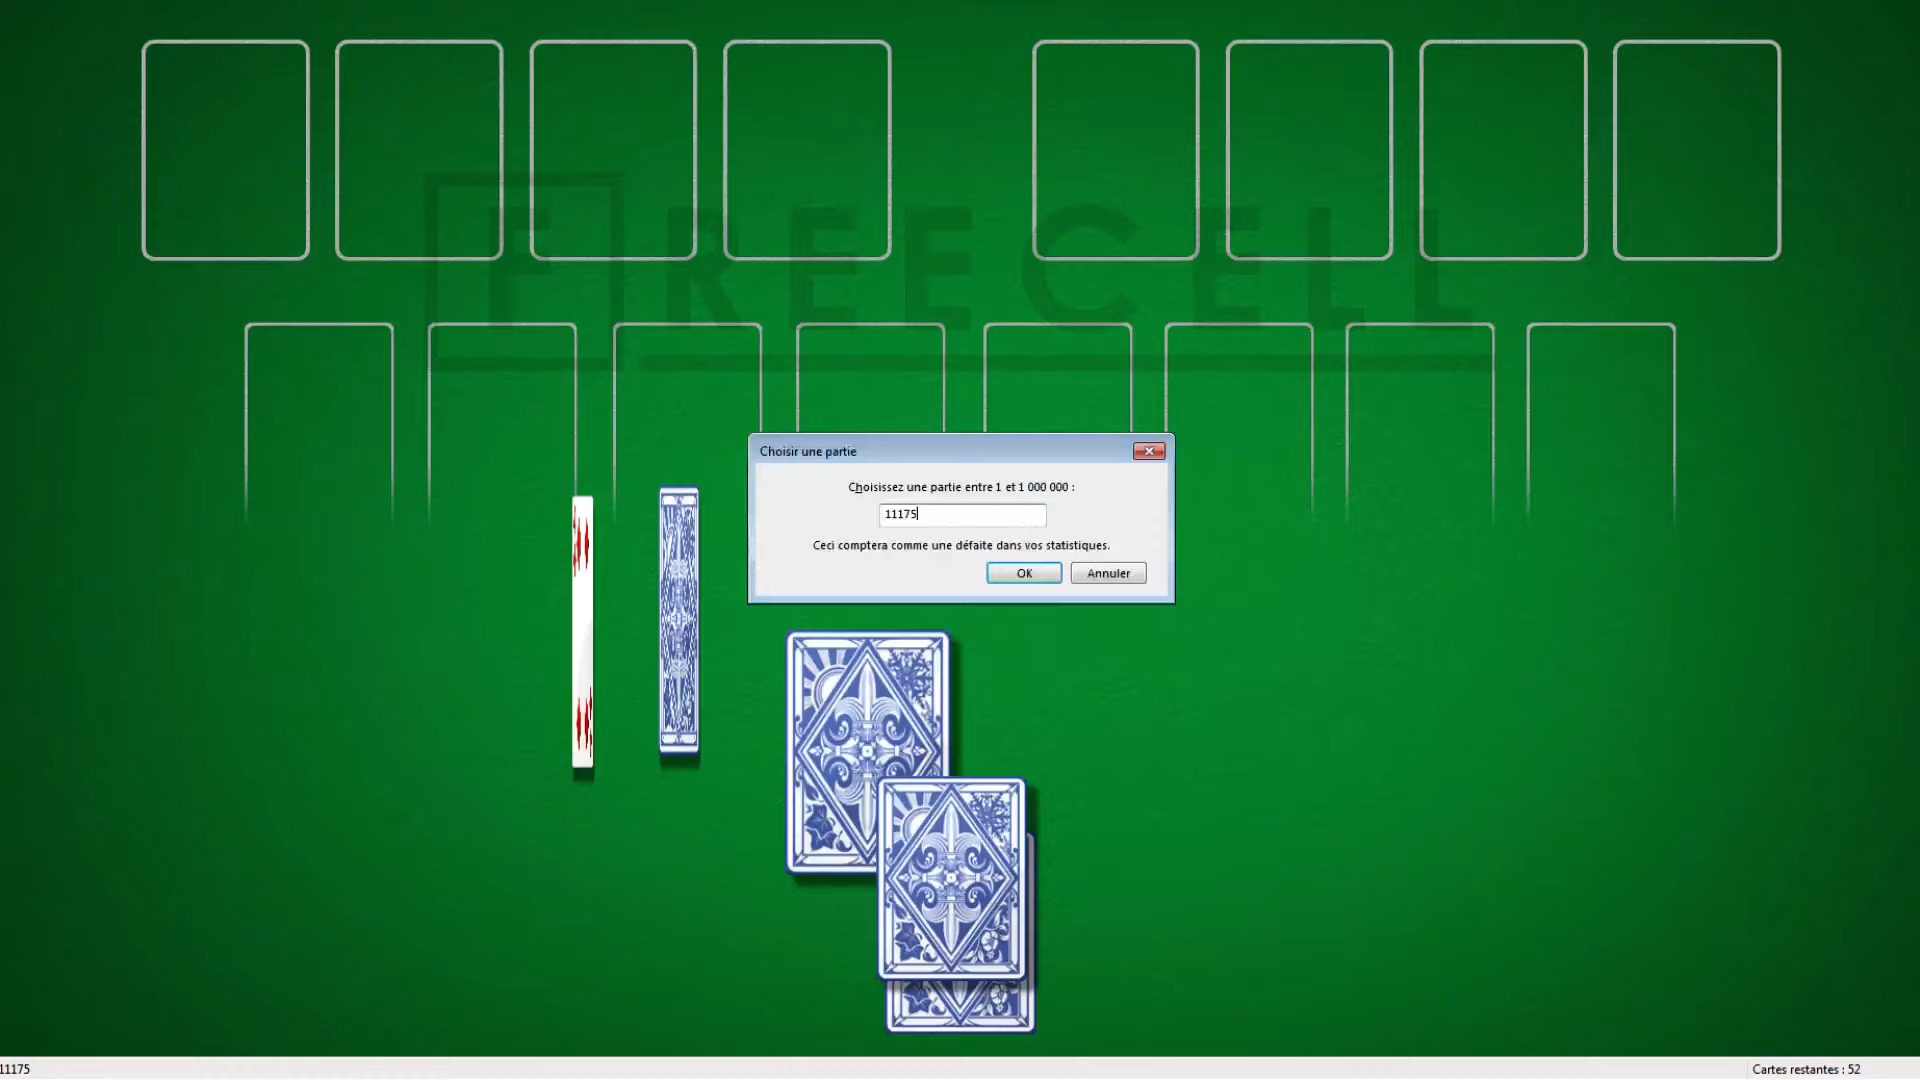 FREECELL
Choisir une partie
Choisissez une partie entre 1 et 1 000 000 :
11175
Ceci comptera comme une défaite dans vos statistiques.
OK
Annuler
11175
Cartes restantes : 52